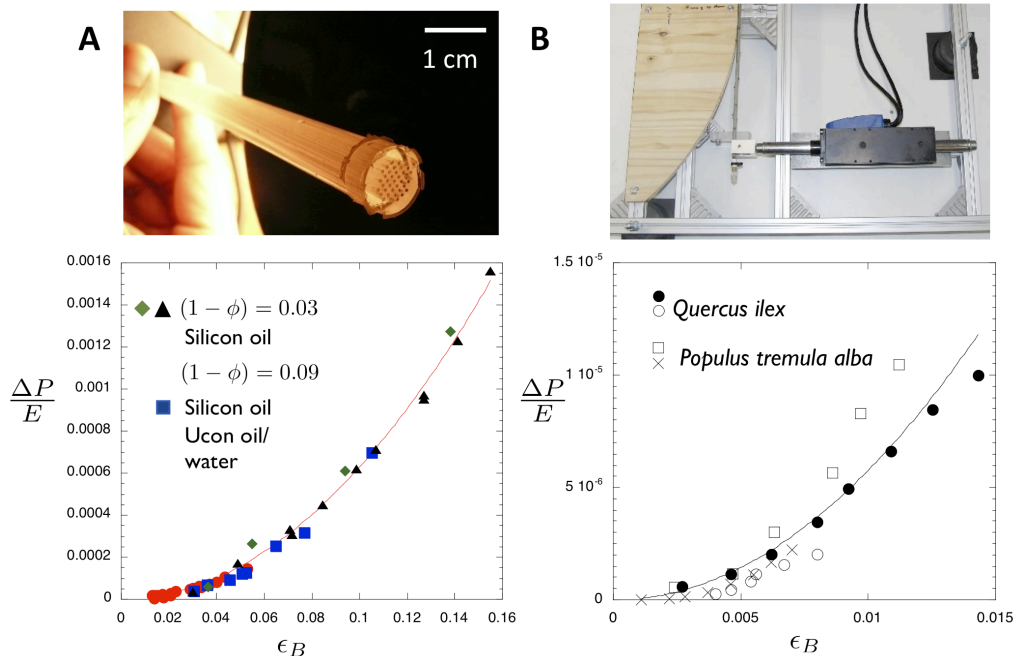 A
1 cm
B
0.0016
0.0014
0.0012
0.001
0.0008
0.0006
0.0004
0.0002
0
0
0.02
0.04
0.06
0.08
0.1
0.12
0.14
0.16
ΔP
E
ϵ_B
(1 − ϕ) = 0.03
Silicon oil
(1 − ϕ) = 0.09
Silicon oil
Ucon oil/
water
1.5 10⁻⁵
1 10⁻⁵
5 10⁻⁶
0
0
0.005
0.01
0.015
ΔP
E
ϵ_B
Quercus ilex
Populus tremula alba